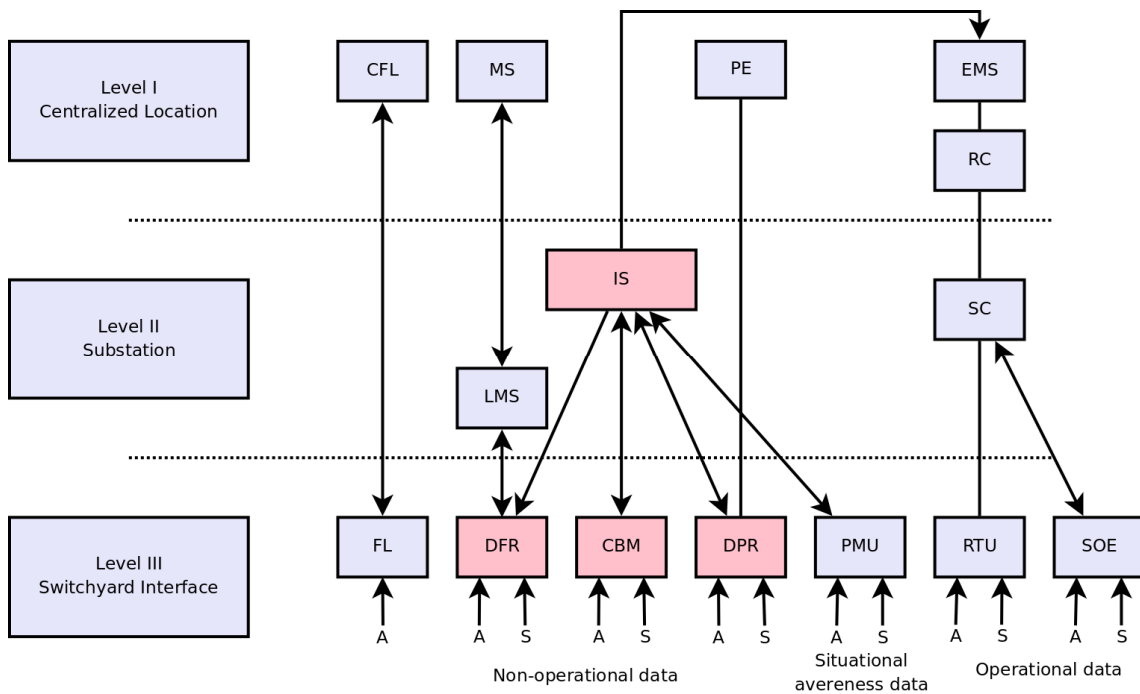 Level I
Centralized Location
CFL
MS
PE
EMS
RC
Level II
Substation
IS
SC
LMS
Level III
Switchyard Interface
FL
DFR
CBM
DPR
PMU
RTU
SOE
A
A
S
A
S
A
S
A
S
A
S
A
S
Non-operational data
Situational
avereness data
Operational data